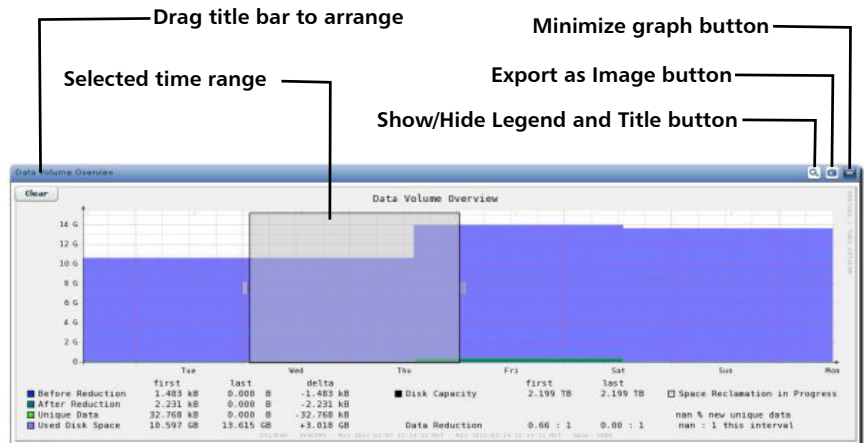 Drag title bar to arrange
Minimize graph button
Selected time range
Export as Image button
Show/Hide Legend and Title button
Data Volume Overview
Clear
Data Volume Overview
14 G
12 G
10 G
8 G
6 G
4 G
2 G
0
Tue Wed Thu Fri Sat Sun Mon
first last delta first last
Before Reduction 1.483 kB 0.000 B -1.483 kB Disk Capacity 2.199 TB 2.199 TB Space Reclamation in Progress
After Reduction 2.231 kB 0.000 B -2.231 kB
Unique Data 32.768 kB 0.000 B -32.768 kB nan % new unique data
Used Disk Space 10.597 GB 13.615 GB +3.018 GB Data Reduction 0.66 : 1 0.00 : 1 nan : 1 this interval